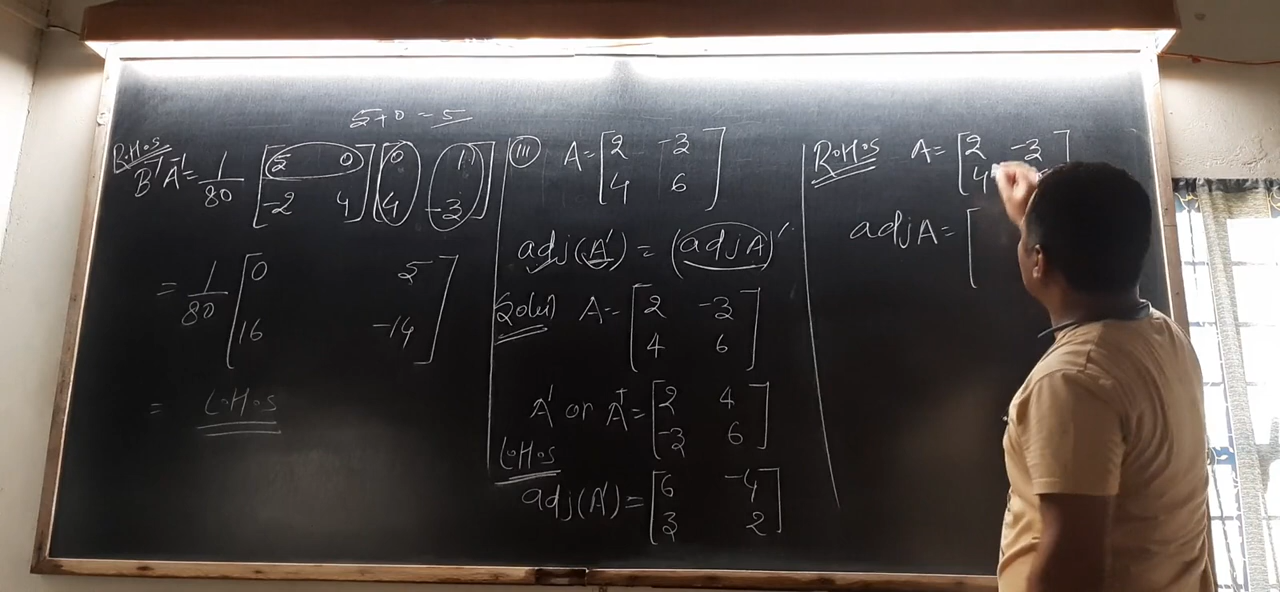 5+0 = 5
R.H.S
B⁻¹A⁻¹ = 1/80 [5 0] [0 1]
[-2 4] [4 -3]
= 1/80 [0 5]
[16 -14]
= L.H.S
(III) A = [2 -3]
[4 6]
adj(A') = (adjA)'
Solu) A = [2 -3]
[4 6]
A' or Aᵀ = [2 4]
[-3 6]
L.H.S
adj(A') = [6 -4]
[3 2]
R.H.S A = [2 -3]
[4
adjA = [